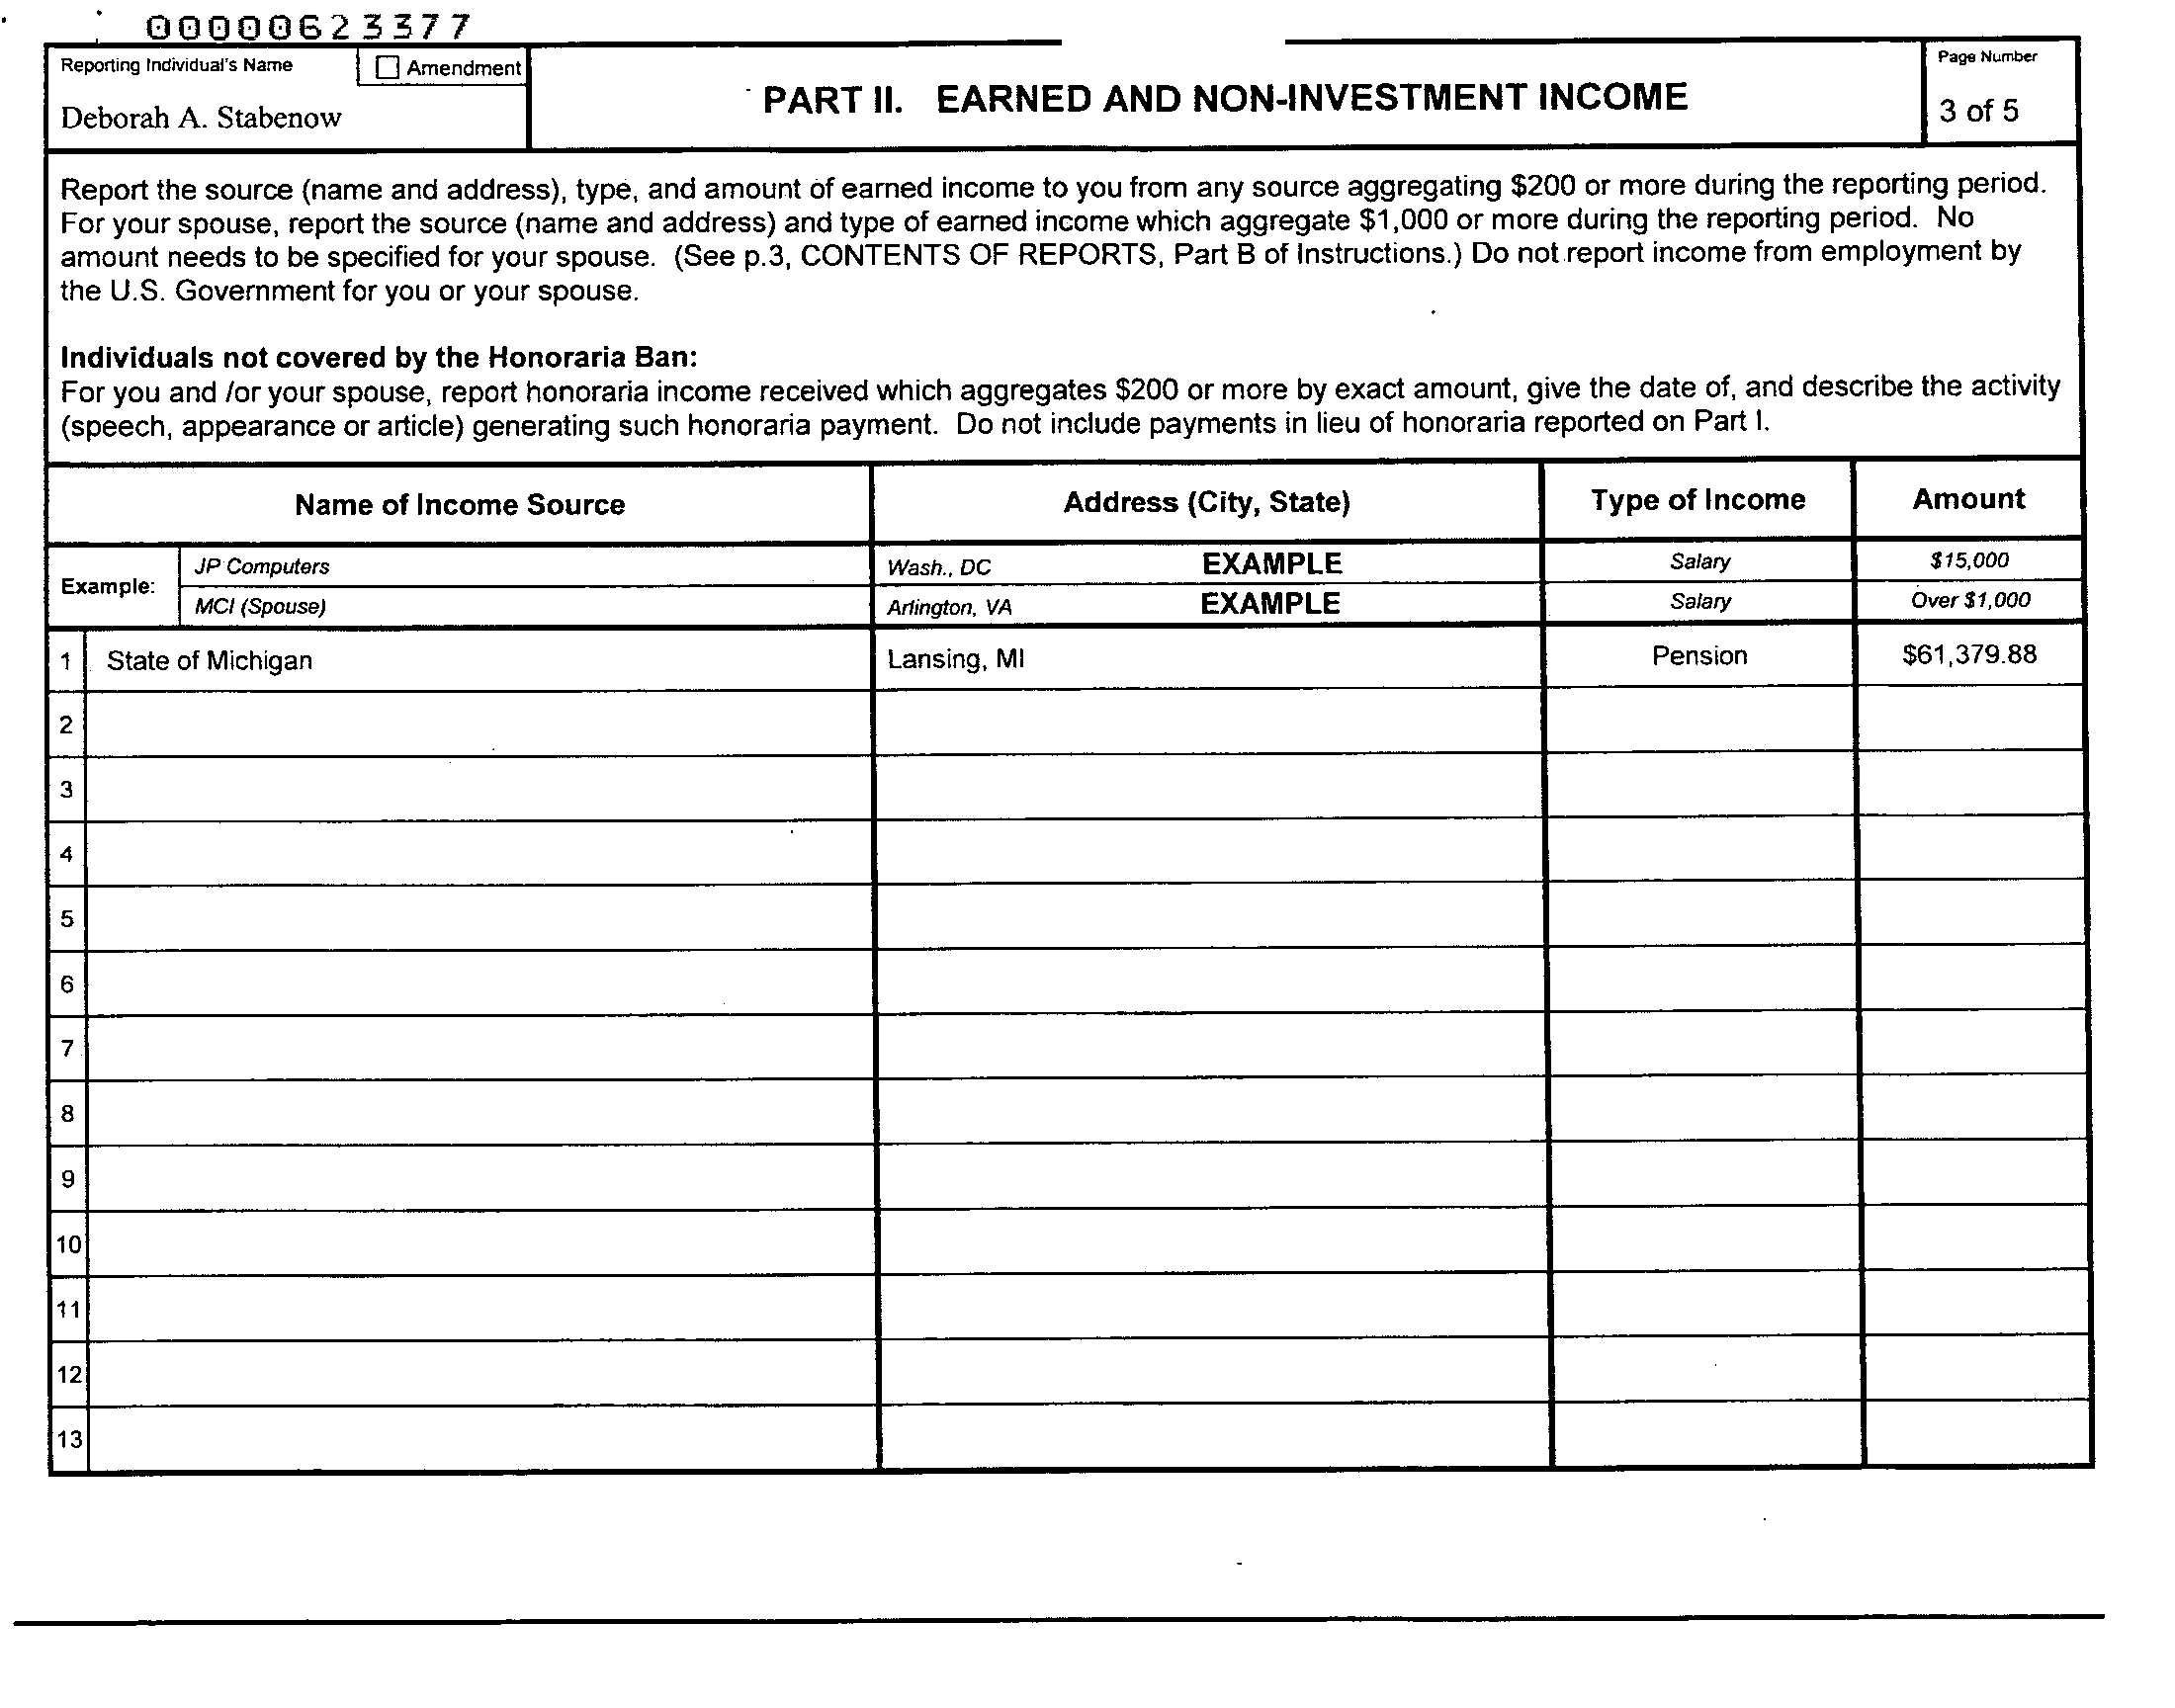 00000623377
Reporting Individual's Name
Amendment
Deborah A. Stabenow
PART II. EARNED AND NON-INVESTMENT INCOME
Page Number
3 of 5
Report the source (name and address), type, and amount of earned income to you from any source aggregating $200 or more during the reporting period.
For your spouse, report the source (name and address) and type of earned income which aggregate $1,000 or more during the reporting period. No
amount needs to be specified for your spouse. (See p.3, CONTENTS OF REPORTS, Part B of Instructions.) Do not report income from employment by
the U.S. Government for you or your spouse.
Individuals not covered by the Honoraria Ban:
For you and /or your spouse, report honoraria income received which aggregates $200 or more by exact amount, give the date of, and describe the activity
(speech, appearance or article) generating such honoraria payment. Do not include payments in lieu of honoraria reported on Part I.
Name of Income Source Address (City, State) Type of Income Amount
Example:
JP Computers Wash., DC EXAMPLE Salary $15,000
MCI (Spouse) Arlington, VA EXAMPLE Salary Over $1,000
1 State of Michigan Lansing, MI Pension $61,379.88
2
3
4
5
6
7
8
9
10
11
12
13